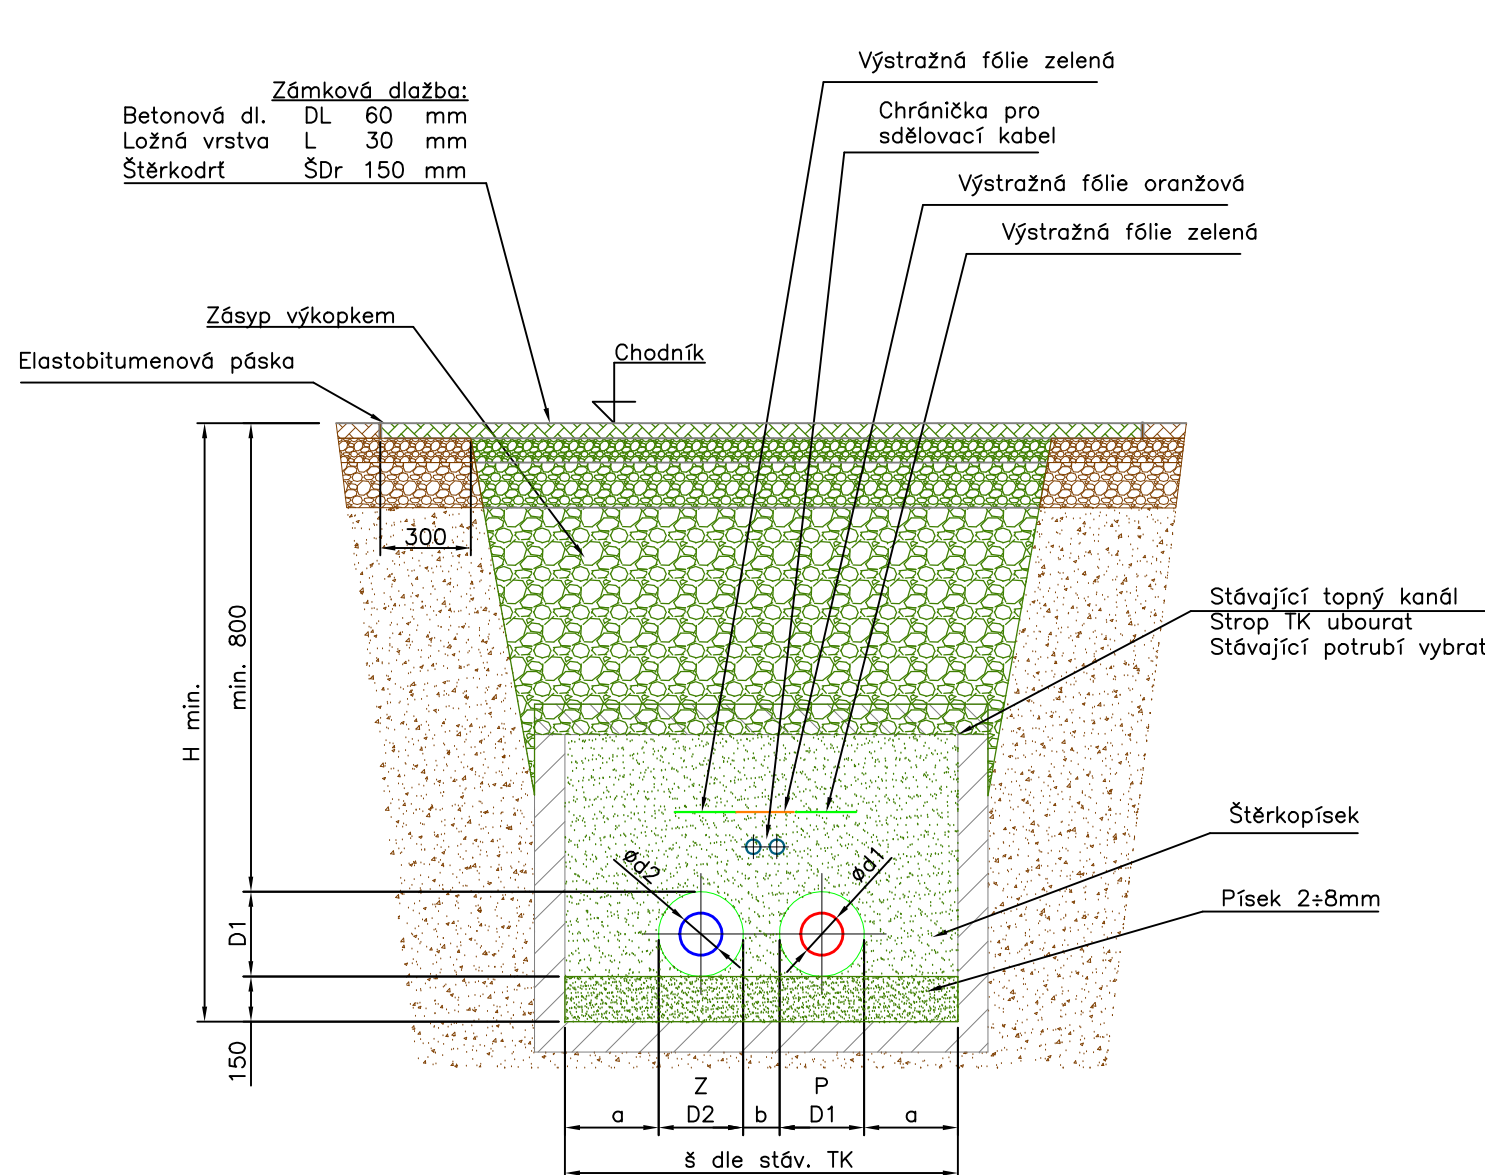 Výstražná fólie zelená
Zámková dlažba:
Betonová dl. DL 60 mm
Ložná vrstva L 30 mm
Štěrkodrť ŠDr 150 mm
Chránička pro
sdělovací kabel
Výstražná fólie oranžová
Výstražná fólie zelená
Zásyp výkopkem
Elastobitumenová páska
Chodník
300
min. 800
H min.
Stávající topný kanál
Strop TK ubourat
Stávající potrubí vybrat
Štěrkopísek
Písek 2÷8mm
ød2
ød1
D1
150
Z P
a D2 b D1 a
š dle stáv. TK